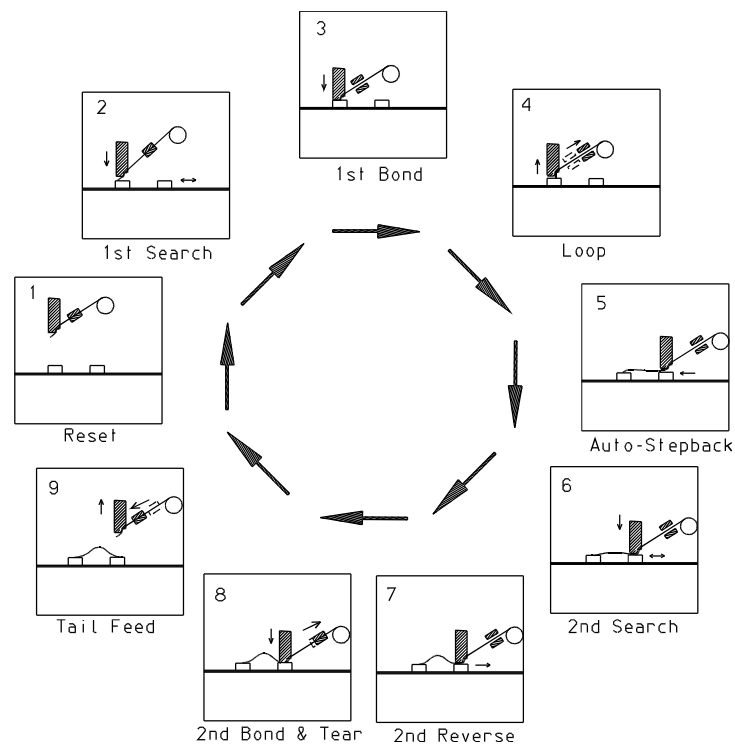 1
Reset
2
1st Search
3
1st Bond
4
Loop
5
Auto-Stepback
6
2nd Search
7
2nd Reverse
8
2nd Bond & Tear
9
Tail Feed